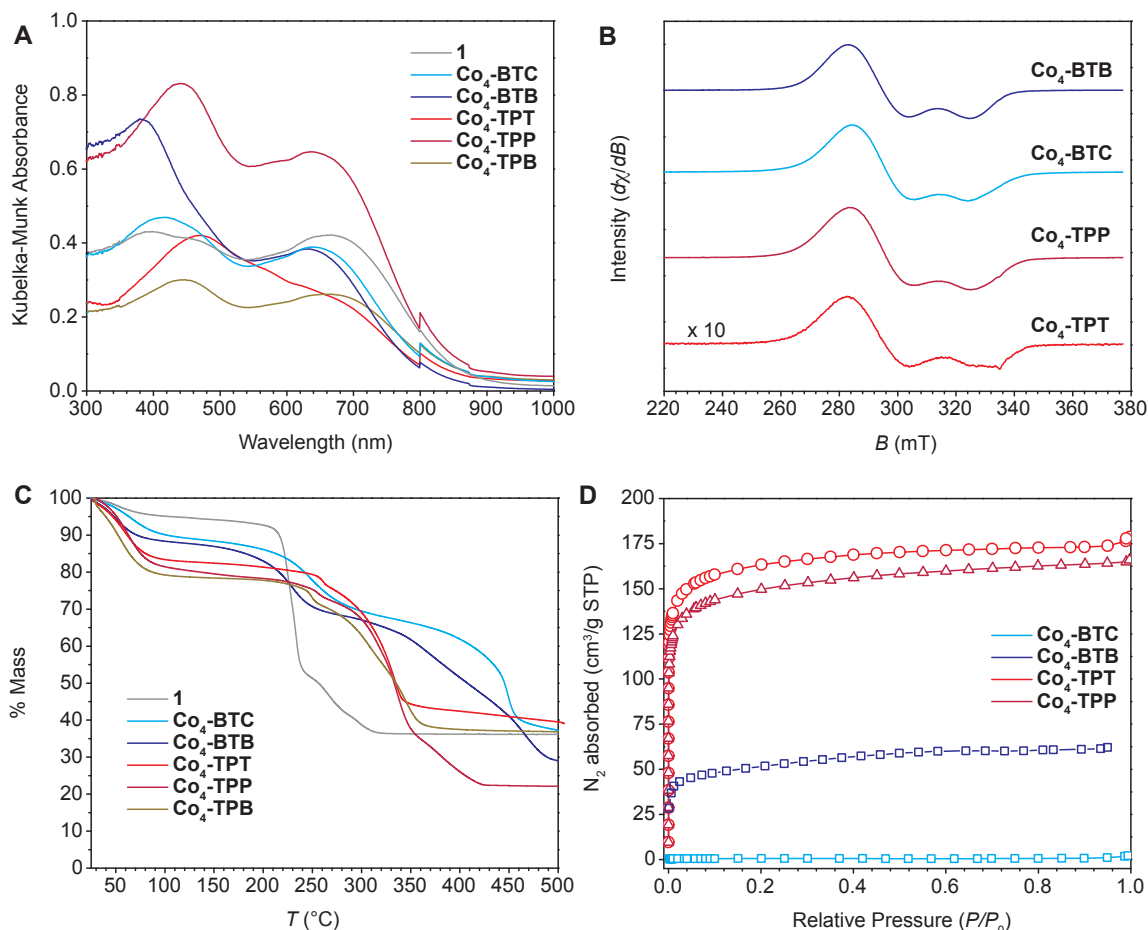 A
1
Co₄-BTC
Co₄-BTB
Co₄-TPT
Co₄-TPP
Co₄-TPB
Kubelka-Munk Absorbance
1.0
0.8
0.6
0.4
0.2
0.0
300 400 500 600 700 800 900 1000
Wavelength (nm)
B
Co₄-BTB
Co₄-BTC
Co₄-TPP
Co₄-TPT
x 10
Intensity (dχ/dB)
220 240 260 280 300 320 340 360 380
B (mT)
C
1
Co₄-BTC
Co₄-BTB
Co₄-TPT
Co₄-TPP
Co₄-TPB
% Mass
100
90
80
70
60
50
40
30
20
10
0
50 100 150 200 250 300 350 400 450 500
T (°C)
D
Co₄-BTC
Co₄-BTB
Co₄-TPT
Co₄-TPP
N₂ absorbed (cm³/g STP)
200
175
150
125
100
75
50
25
0
0.0 0.2 0.4 0.6 0.8 1.0
Relative Pressure (P/P₀)